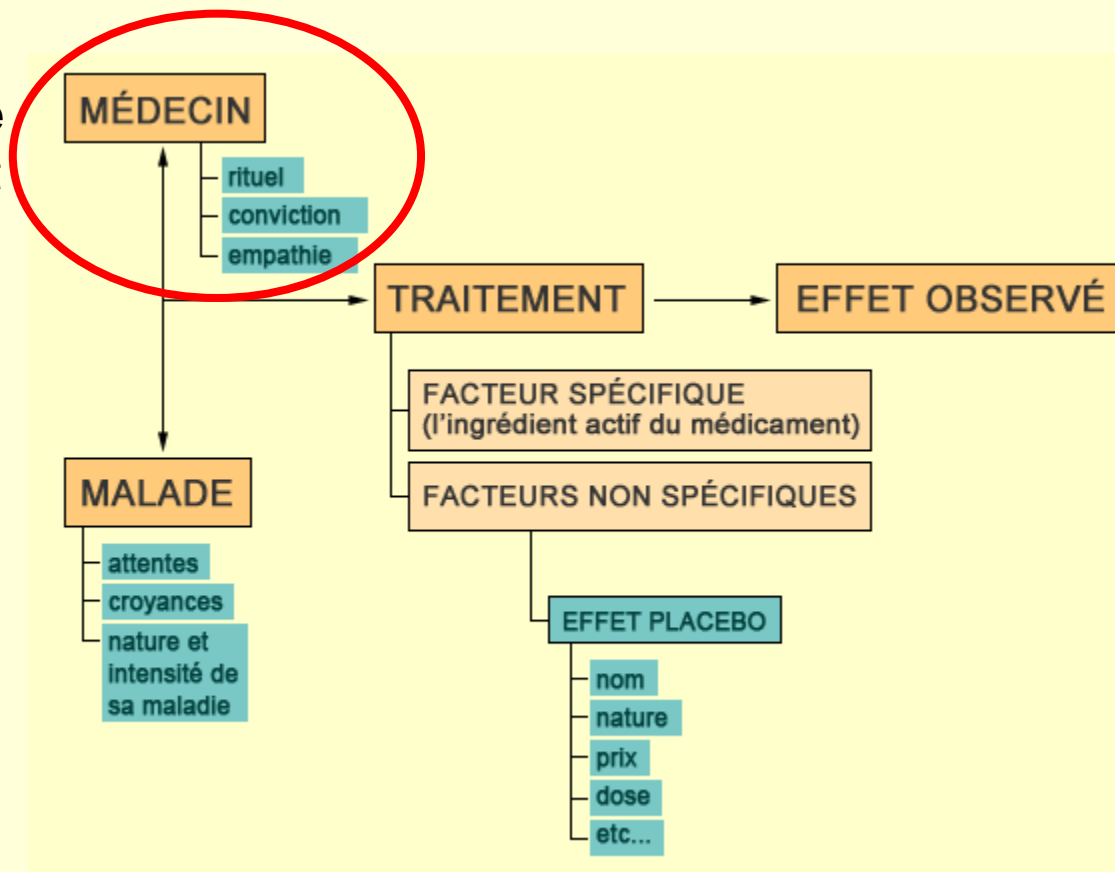 MÉDECIN
rituel
conviction
empathie
TRAITEMENT
EFFET OBSERVÉ
FACTEUR SPÉCIFIQUE
(l'ingrédient actif du médicament)
FACTEURS NON SPÉCIFIQUES
MALADE
attentes
croyances
nature et
intensité de
sa maladie
EFFET PLACEBO
nom
nature
prix
dose
etc...